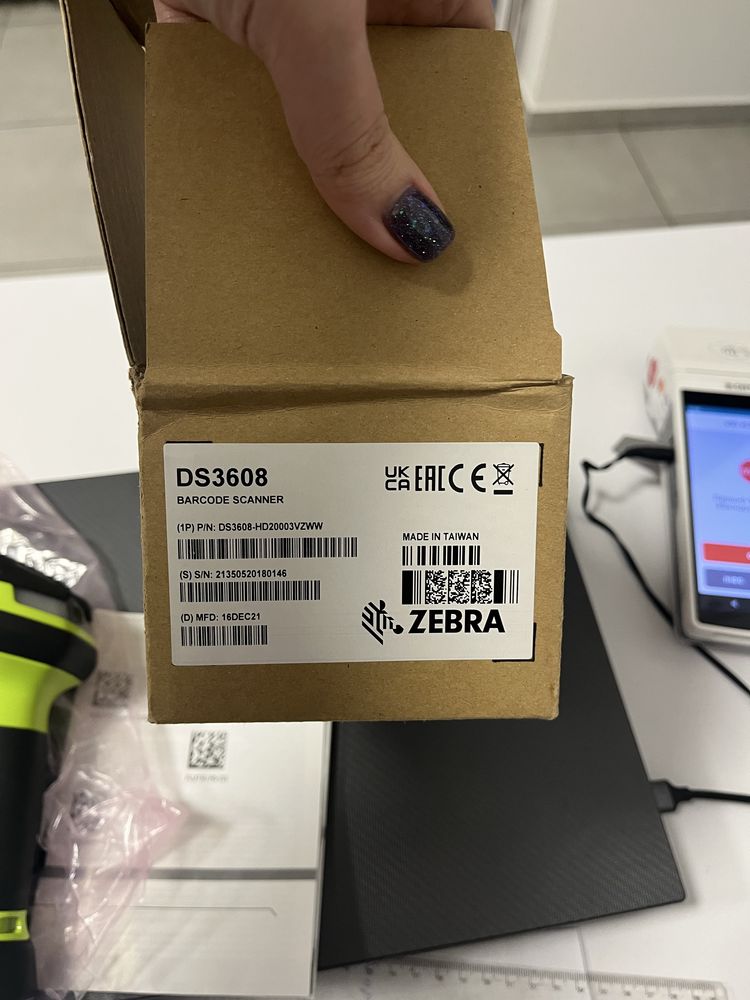 DS3608
BARCODE SCANNER
UK
CA
EAC
CE
(1P) P/N: DS3608-HD20003VZWW
(S) S/N: 21350520180146
(D) MFD: 16DEC21
MADE IN TAIWAN
ZEBRA